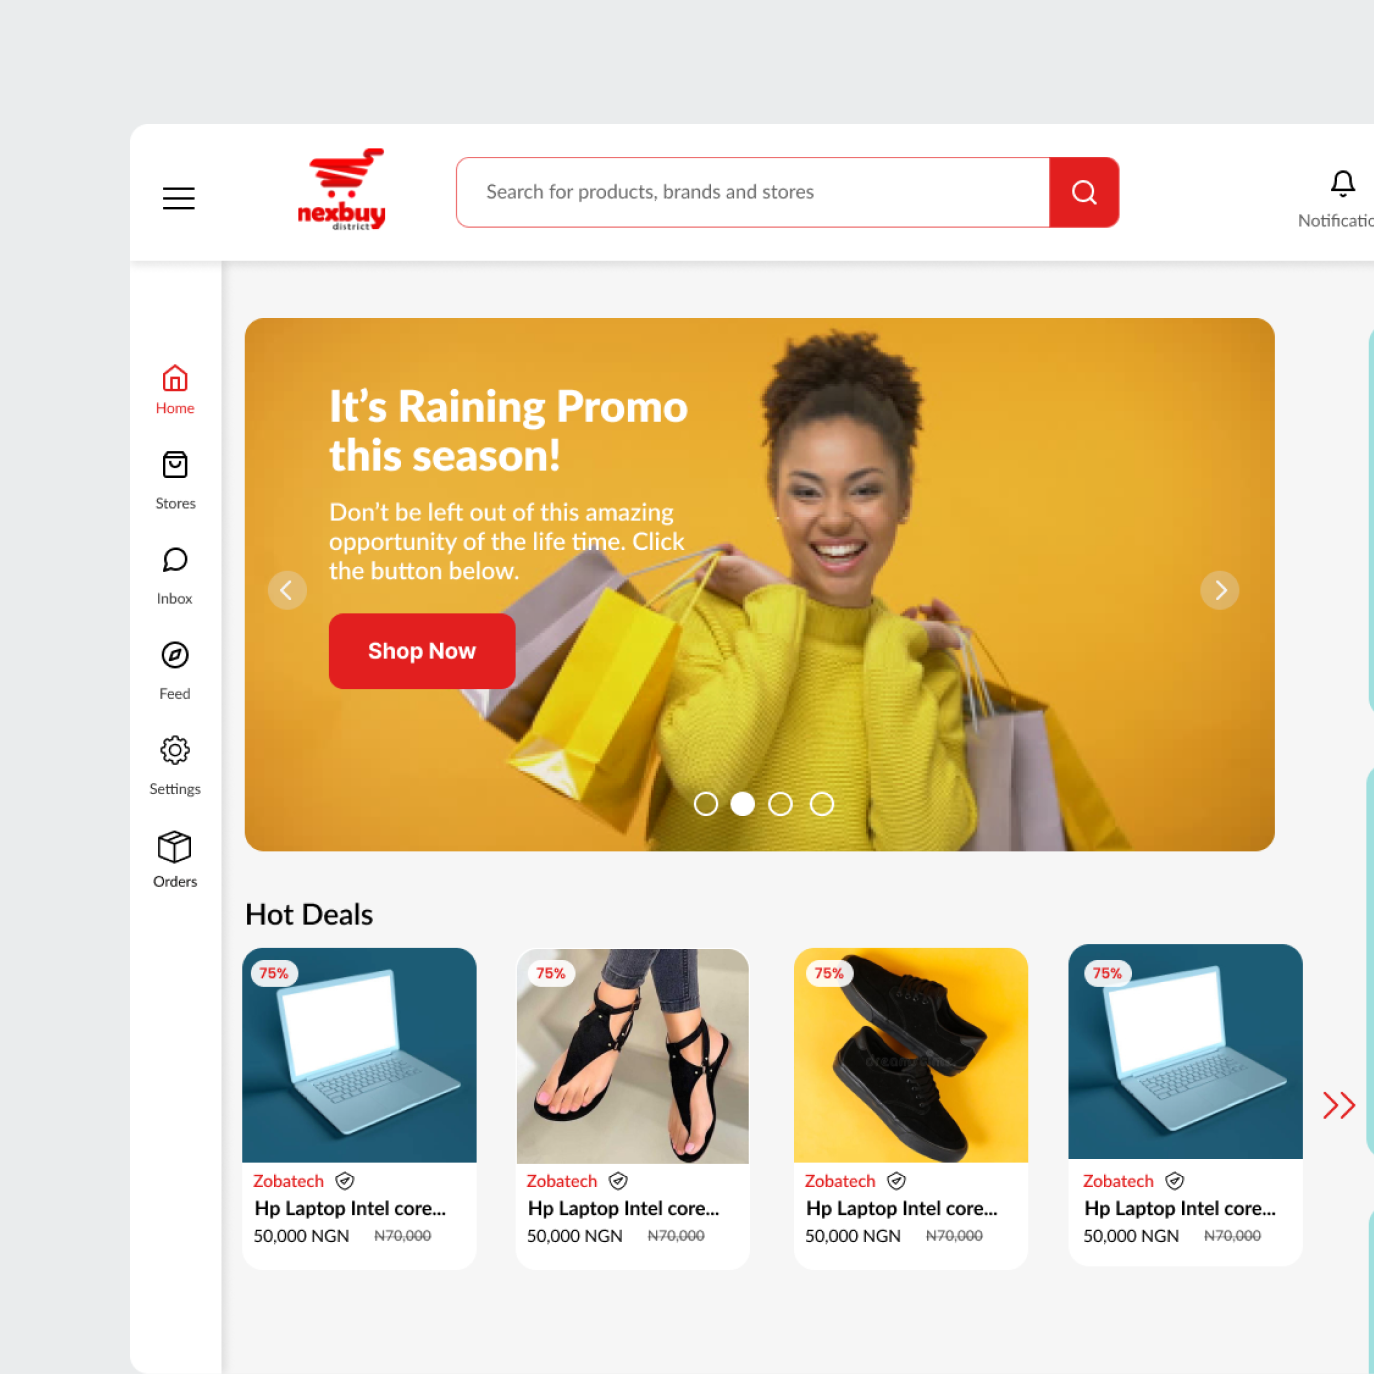 nexbuy
district
Search for products, brands and stores
Notificatio
Home
Stores
Inbox
Feed
Settings
Orders
It's Raining Promo
this season!
Don't be left out of this amazing
opportunity of the life time. Click
the button below.
Shop Now
Hot Deals
75%
75%
75%
75%
Zobatech
Hp Laptop Intel core...
50,000 NGN ₦70,000
Zobatech
Hp Laptop Intel core...
50,000 NGN ₦70,000
Zobatech
Hp Laptop Intel core...
50,000 NGN ₦70,000
Zobatech
Hp Laptop Intel core...
50,000 NGN ₦70,000